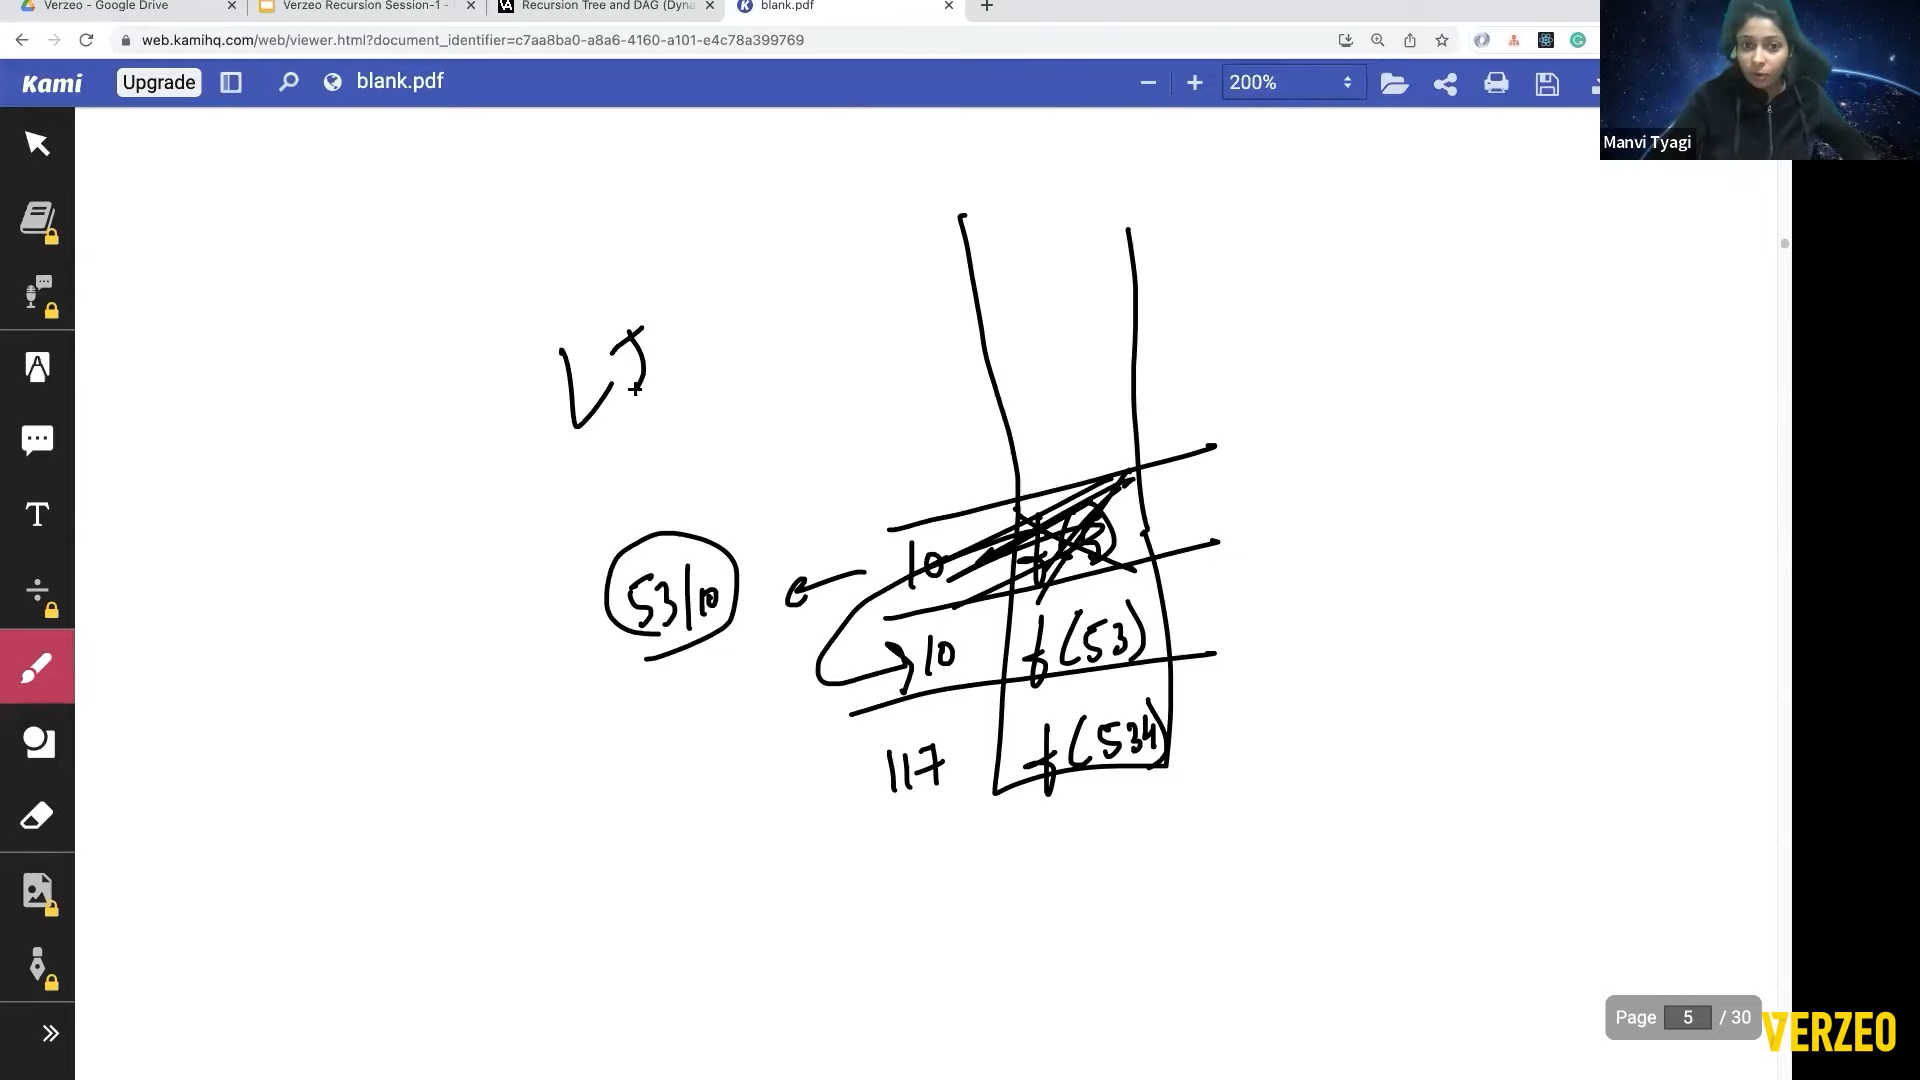 Verzeo - Google Drive
Verzeo Recursion Session-1 -
Recursion Tree and DAG (Dyna
blank.pdf
web.kamihq.com/web/viewer.html?document_identifier=c7aa8ba0-a8a6-4160-a101-e4c78a399769
Kami
Upgrade
blank.pdf
200%
Manvi Tyagi
10
53/10
10 f(53)
117 f(534)
Page 5 / 30
VERZEO